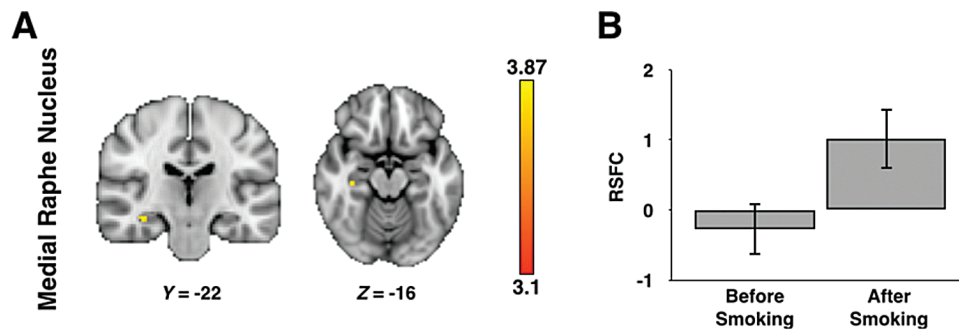 A
Medial Raphe Nucleus
Y = -22
Z = -16
3.87
3.1
B
RSFC
2
1
0
-1
Before
Smoking
After
Smoking